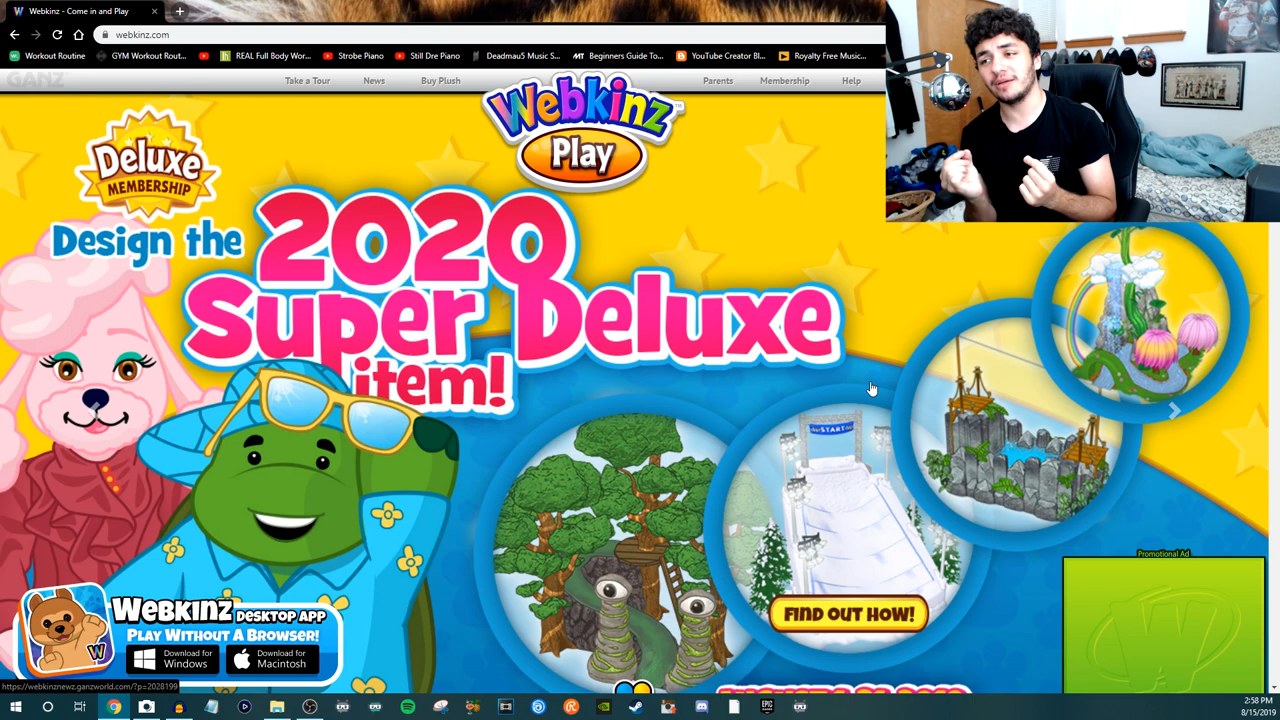 Webkinz - Come in and Play
webkinz.com
Workout Routine
GYM Workout Rout...
REAL Full Body Wor...
Strobe Piano
Still Dre Piano
Deadmau5 Music S...
Beginners Guide To...
YouTube Creator Bl...
Royalty Free Music...
GANZ
Take a Tour
News
Buy Plush
Parents
Membership
Help
Webkinz™
Play
Deluxe
MEMBERSHIP
Design the
2020
Super Deluxe
item!
START
FIND OUT HOW!
Promotional Ad
W
WEBKINZ DESKTOP APP
PLAY WITHOUT A BROWSER!
Download for
Windows
Download for
Macintosh
https://webkinznewz.ganzworld.com/?p=2028199
EPIC
2:58 PM
8/15/2019